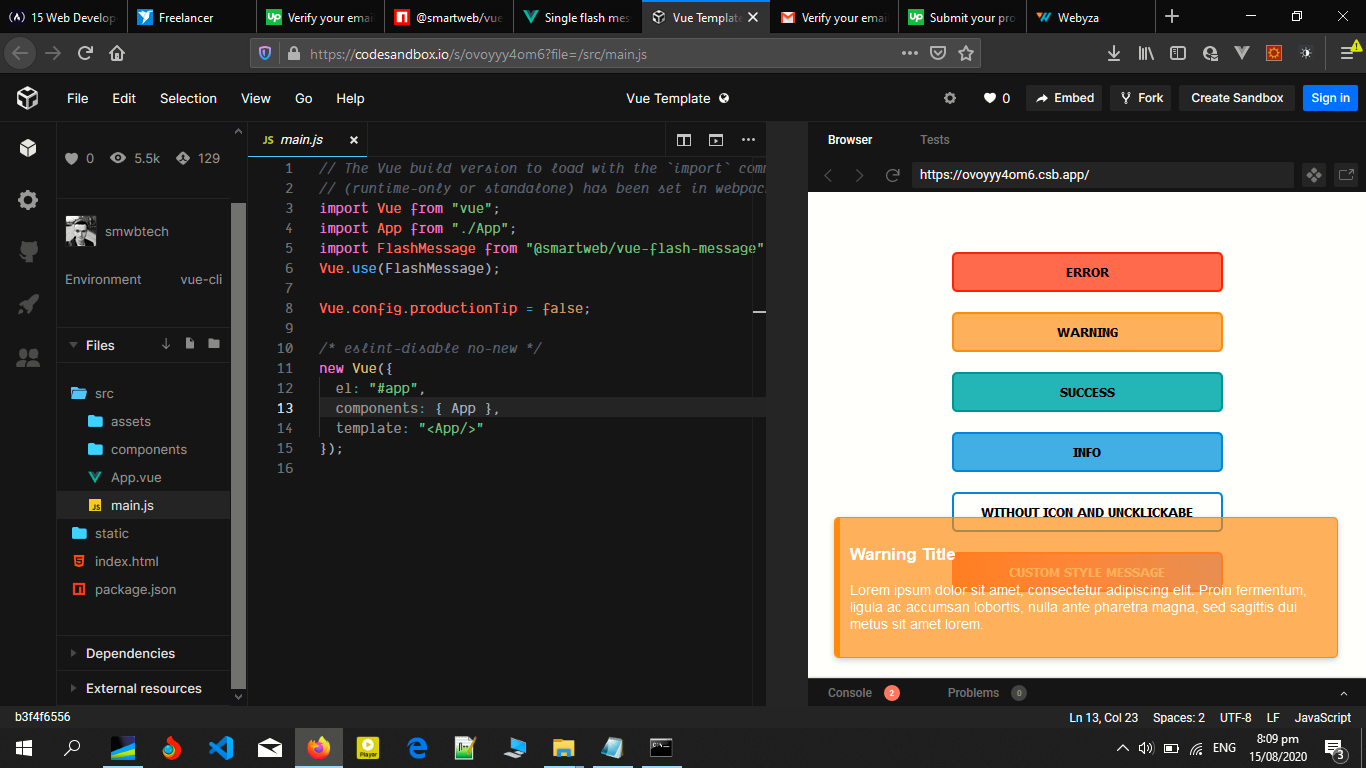 15 Web Develop
Freelancer
Verify your emai
@smartweb/vue
Single flash mes
Vue Template
Verify your emai
Submit your pro
Webyza
https://codesandbox.io/s/ovoyyy4om6?file=/src/main.js
File Edit Selection View Go Help
Vue Template
0
Embed
Fork
Create Sandbox
Sign in
0 5.5k 129
smwbtech
Environment vue-cli
Files
src
assets
components
App.vue
main.js
static
index.html
package.json
Dependencies
External resources
JS main.js
1 // The Vue build version to load with the `import` comm
2 // (runtime-only or standalone) has been set in webpac
3 import Vue from "vue";
4 import App from "./App";
5 import FlashMessage from "@smartweb/vue-flash-message"
6 Vue.use(FlashMessage);
7
8 Vue.config.productionTip = false;
9
10 /* eslint-disable no-new */
11 new Vue({
12 el: "#app",
13 components: { App },
14 template: "<App/>"
15 });
16
Browser Tests
https://ovoyyy4om6.csb.app/
ERROR
WARNING
SUCCESS
INFO
WITHOUT ICON AND UNCKLICKABE
Warning Title
CUSTOM STYLE MESSAGE
Lorem ipsum dolor sit amet, consectetur adipiscing elit. Proin fermentum,
ligula ac accumsan lobortis, nulla ante pharetra magna, sed sagittis dui
metus sit amet lorem.
Console 2 Problems 0
b3f4f6556
Ln 13, Col 23 Spaces: 2 UTF-8 LF JavaScript
Player
ENG
8:09 pm
15/08/2020
3